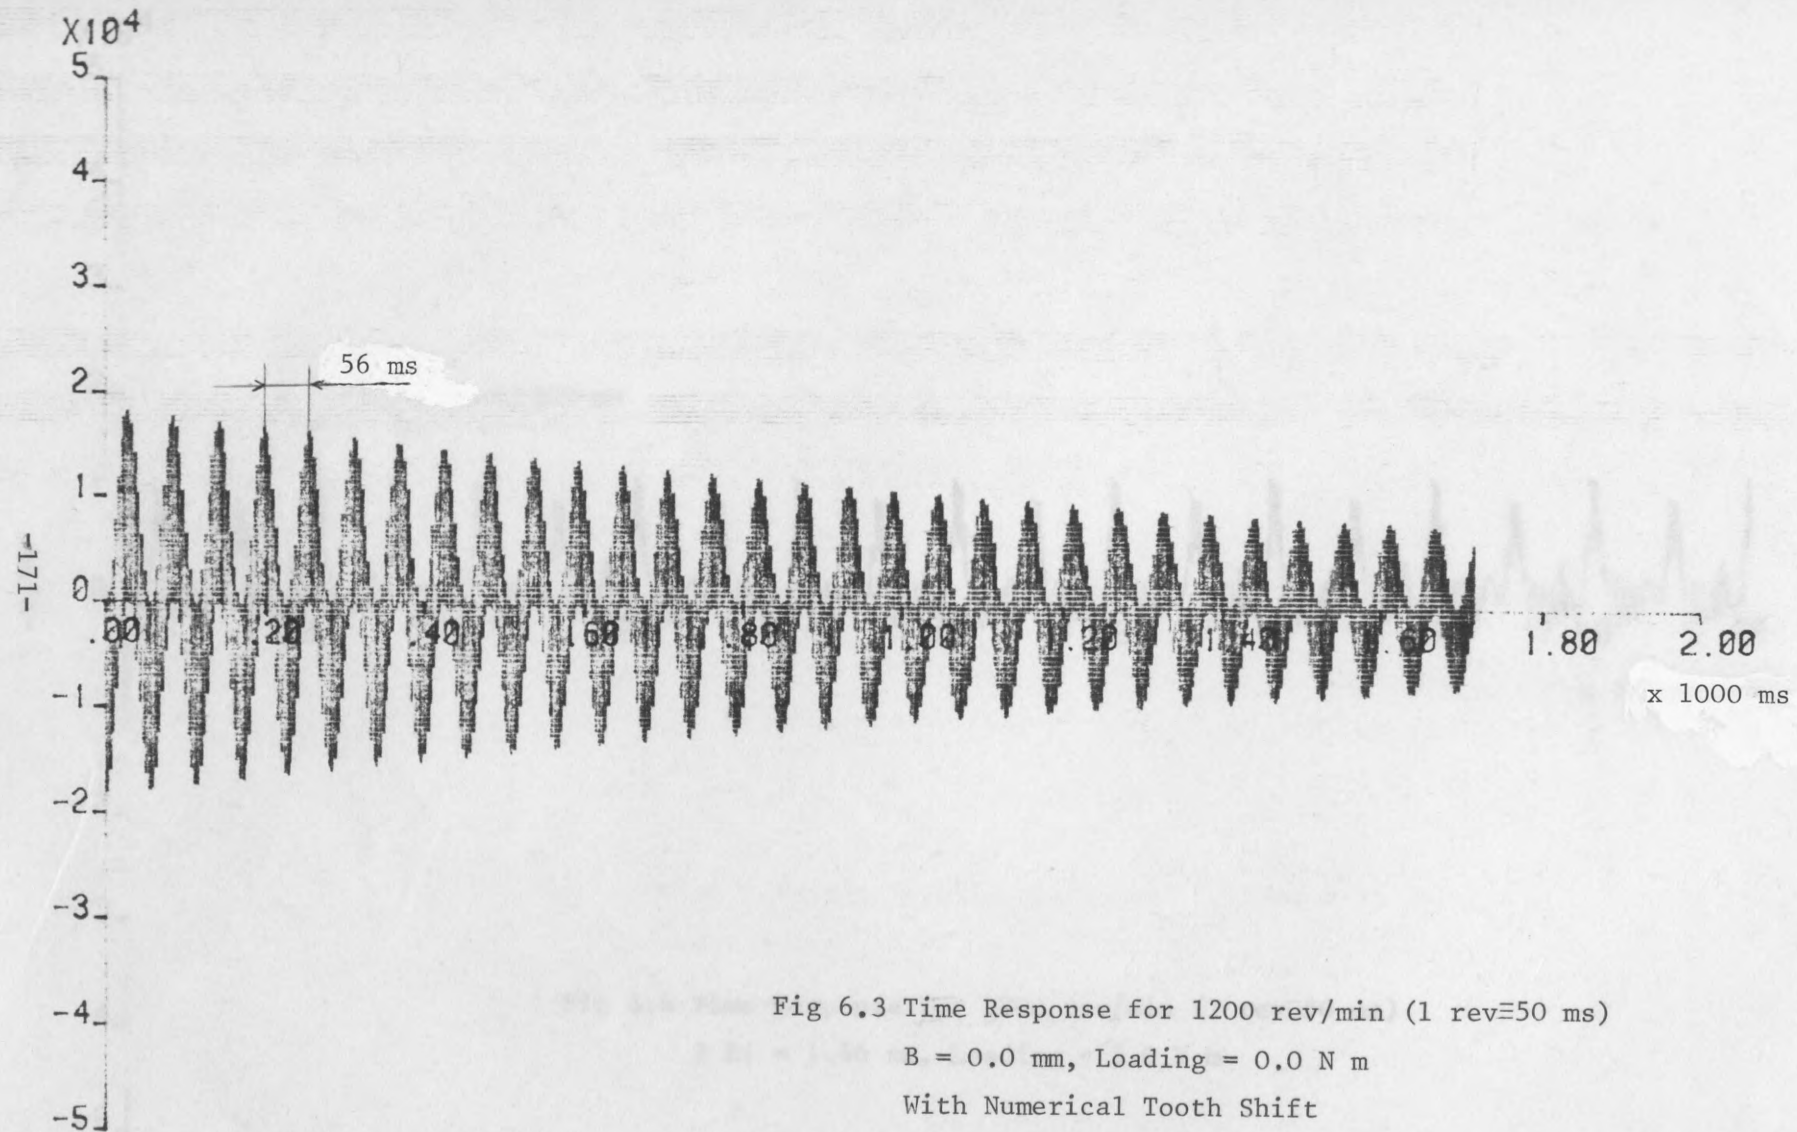 X10⁴
5
4
3
56 ms
2
1
-171-
0
.00 .20 .40 .60 .80 1.00 1.20 1.40 1.60 1.80 2.00
-1
x 1000 ms
-2
-3
Fig 6.3 Time Response for 1200 rev/min (1 rev≡50 ms)
-4
B = 0.0 mm, Loading = 0.0 N m
With Numerical Tooth Shift
-5